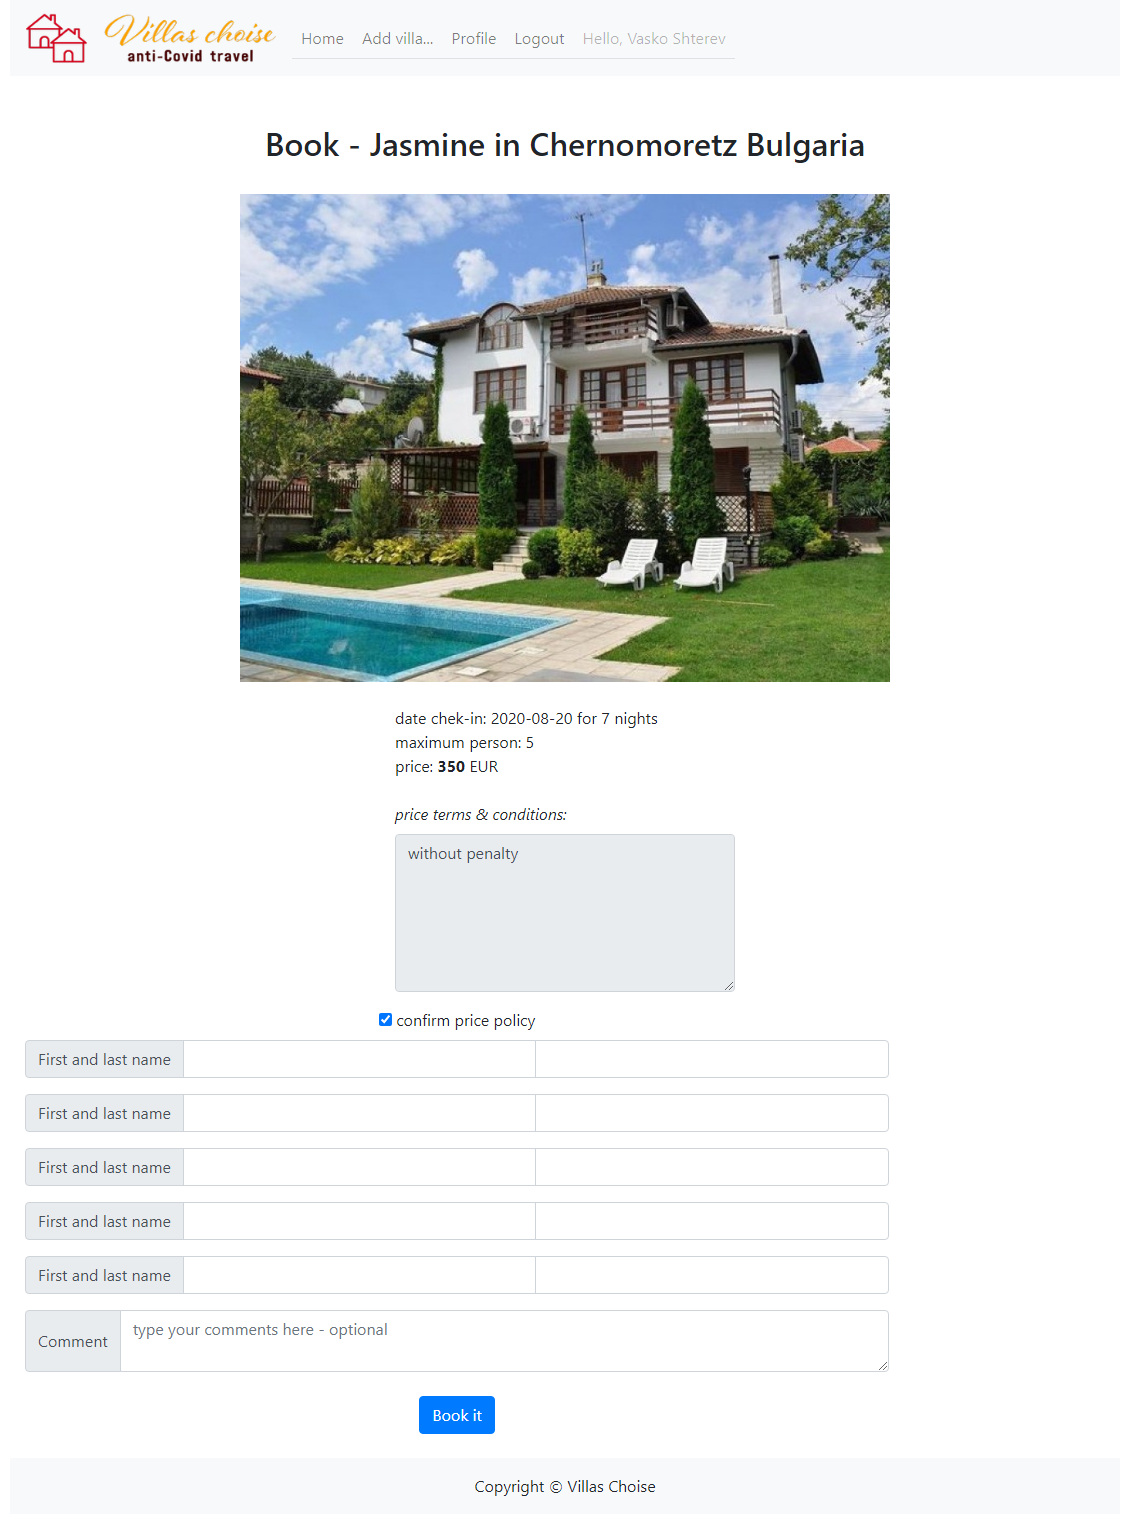 Villas choise
anti-Covid travel
Home Add villa... Profile Logout Hello, Vasko Shterev
Book - Jasmine in Chernomoretz Bulgaria
date chek-in: 2020-08-20 for 7 nights
maximum person: 5
price: 350 EUR
price terms & conditions:
without penalty
confirm price policy
First and last name
First and last name
First and last name
First and last name
First and last name
Comment type your comments here - optional
Book it
Copyright © Villas Choise